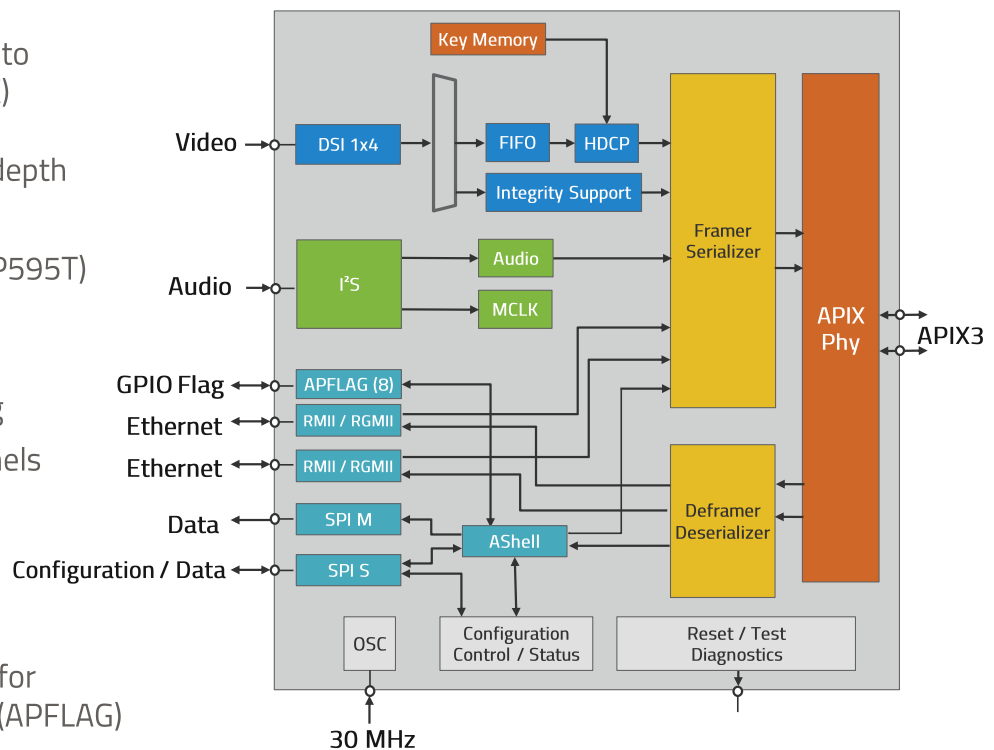 to
)
depth
P595T)
nels
for
(APFLAG)
Key Memory
Video
DSI 1x4
FIFO
HDCP
Integrity Support
Framer
Serializer
Audio
I²S
Audio
MCLK
APIX
Phy
APIX3
GPIO Flag
APFLAG (8)
Ethernet
RMII / RGMII
Ethernet
RMII / RGMII
Data
SPI M
AShell
Deframer
Deserializer
Configuration / Data
SPI S
OSC
Configuration
Control / Status
Reset / Test
Diagnostics
30 MHz